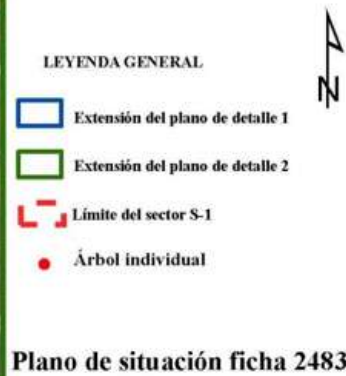 LEYENDA GENERAL
N
Extensión del plano de detalle 1
Extensión del plano de detalle 2
Límite del sector S-1
Árbol individual
Plano de situación ficha 2483